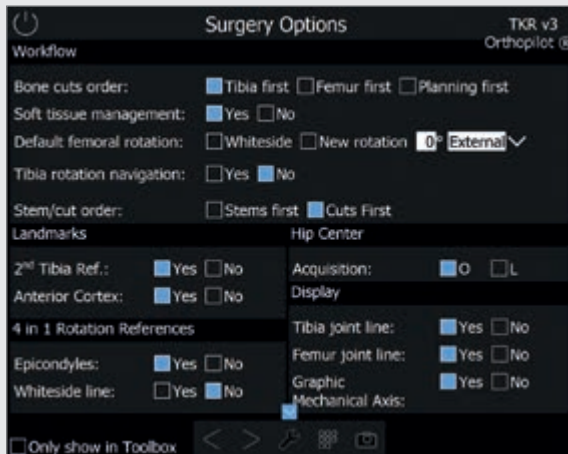 Surgery Options
TKR v3
Orthopilot ®
Workflow
Bone cuts order: Tibia first Femur first Planning first
Soft tissue management: Yes No
Default femoral rotation: Whiteside New rotation 0° External
Tibia rotation navigation: Yes No
Stem/cut order: Stems first Cuts First
Landmarks
2nd Tibia Ref.: Yes No
Anterior Cortex: Yes No
4 in 1 Rotation References
Epicondyles: Yes No
Whiteside line: Yes No
Hip Center
Acquisition: O L
Display
Tibia joint line: Yes No
Femur joint line: Yes No
Graphic
Mechanical Axis: Yes No
Only show in Toolbox